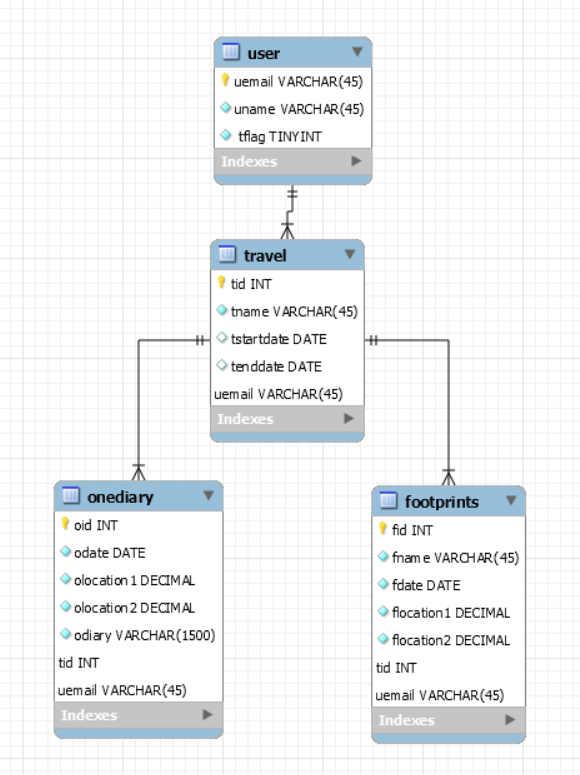 user
uemail VARCHAR(45)
uname VARCHAR(45)
tflag TINYINT
Indexes
travel
tid INT
tname VARCHAR(45)
tstartdate DATE
tenddate DATE
uemail VARCHAR(45)
Indexes
onediary
oid INT
odate DATE
olocation1 DECIMAL
olocation2 DECIMAL
odiary VARCHAR(1500)
tid INT
uemail VARCHAR(45)
Indexes
footprints
fid INT
fname VARCHAR(45)
fdate DATE
flocation1 DECIMAL
flocation2 DECIMAL
tid INT
uemail VARCHAR(45)
Indexes